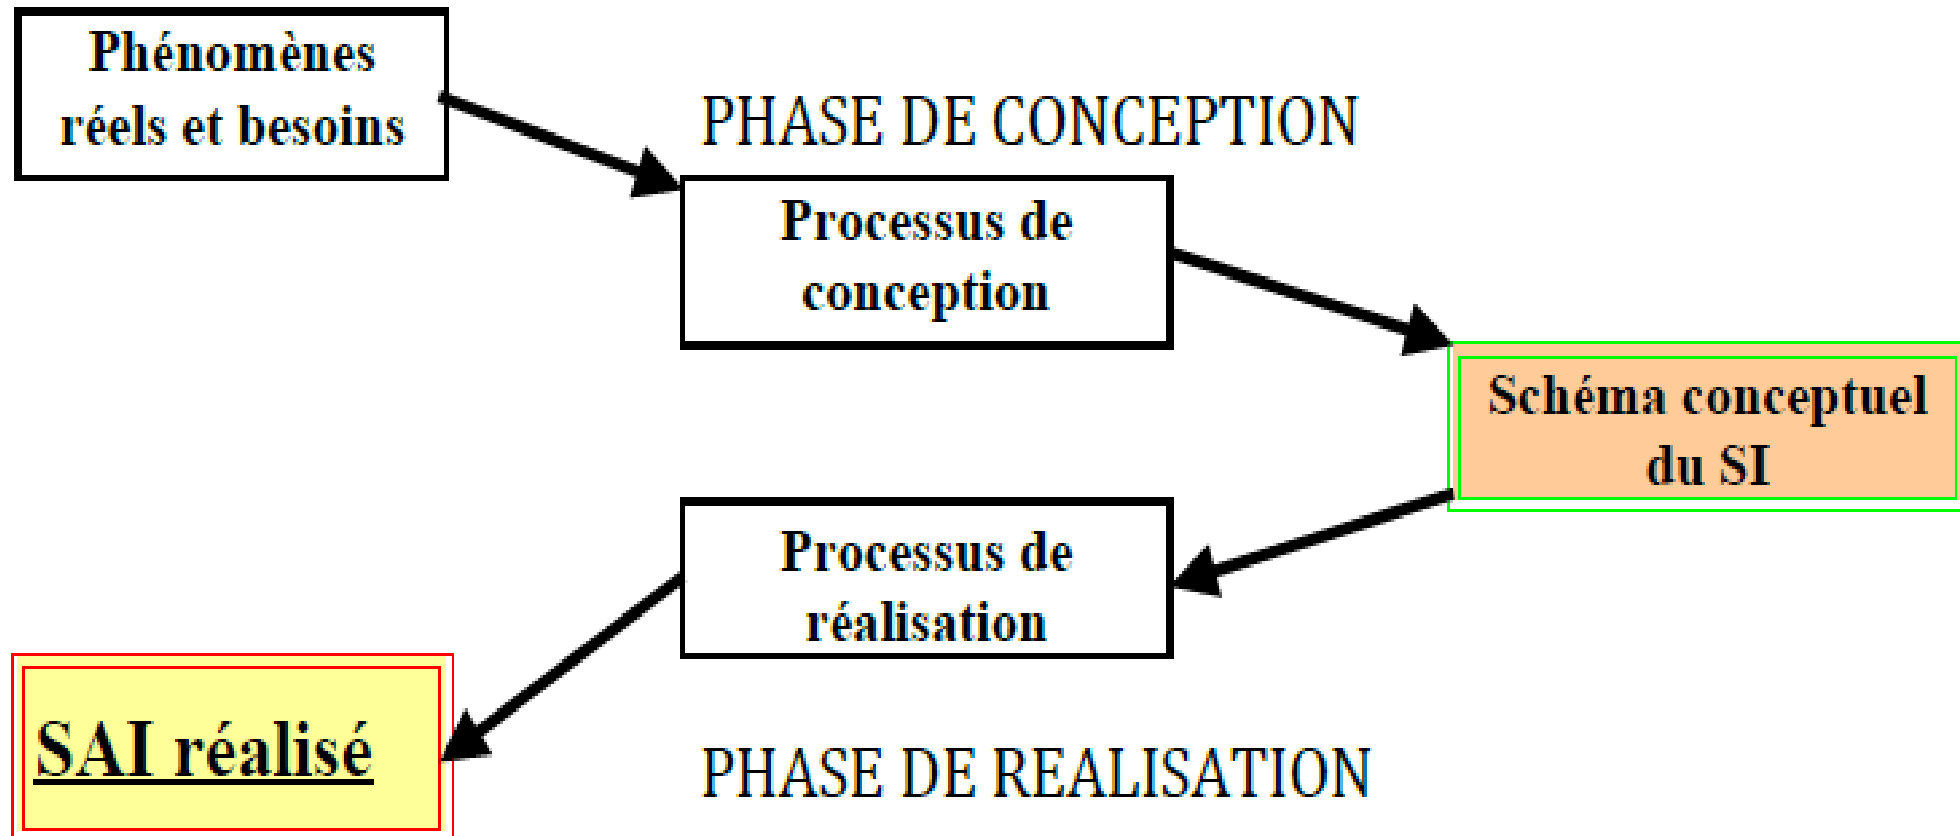 Phénomènes
réels et besoins
PHASE DE CONCEPTION
Processus de
conception
Schéma conceptuel
du SI
Processus de
réalisation
SAI réalisé
PHASE DE REALISATION